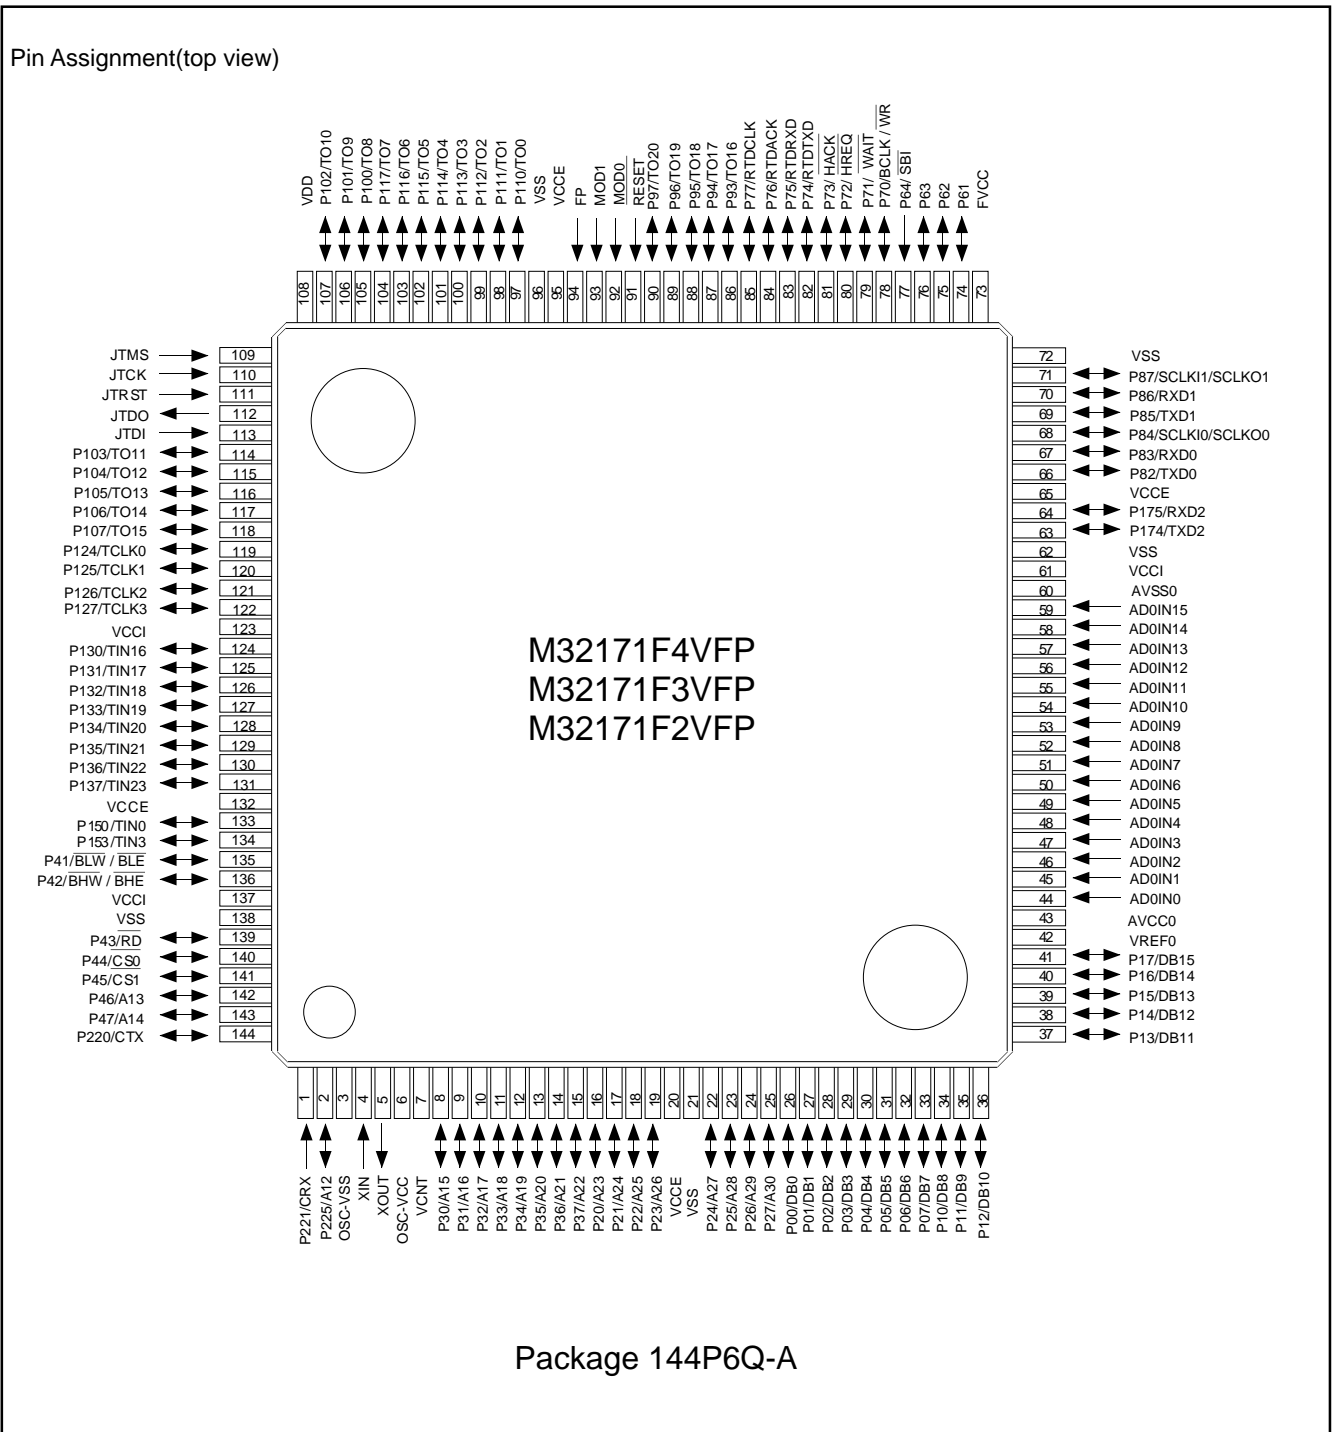 Pin Assignment(top view)
VDD
P102/TO10
P101/TO9
P100/TO8
P117/TO7
P116/TO6
P115/TO5
P114/TO4
P113/TO3
P112/TO2
P111/TO1
P110/TO0
VSS
VCCE
FP
MOD1
MOD0
RESET
P97/TO20
P96/TO19
P95/TO18
P94/TO17
P93/TO16
P77/RTDCLK
P76/RTDACK
P75/RTDRXD
P74/RTDTXD
P73/ HACK
P72/ HREQ
P71/ WAIT
P70/BCLK / WR
P64/ SBI
P63
P62
P61
FVCC
108 107 106 105 104 103 102 101 100 99 98 97 96 95 94 93 92 91 90 89 88 87 86 85 84 83 82 81 80 79 78 77 76 75 74 73
JTMS 109
JTCK 110
JTRST 111
JTDO 112
JTDI 113
P103/TO11 114
P104/TO12 115
P105/TO13 116
P106/TO14 117
P107/TO15 118
P124/TCLK0 119
P125/TCLK1 120
P126/TCLK2 121
P127/TCLK3 122
VCCI 123
P130/TIN16 124
P131/TIN17 125
P132/TIN18 126
P133/TIN19 127
P134/TIN20 128
P135/TIN21 129
P136/TIN22 130
P137/TIN23 131
VCCE 132
P150/TIN0 133
P153/TIN3 134
P41/BLW / BLE 135
P42/BHW / BHE 136
VCCI 137
VSS 138
P43/RD 139
P44/CS0 140
P45/CS1 141
P46/A13 142
P47/A14 143
P220/CTX 144
M32171F4VFP
M32171F3VFP
M32171F2VFP
72 VSS
71 P87/SCLKI1/SCLKO1
70 P86/RXD1
69 P85/TXD1
68 P84/SCLKI0/SCLKO0
67 P83/RXD0
66 P82/TXD0
65 VCCE
64 P175/RXD2
63 P174/TXD2
62 VSS
61 VCCI
60 AVSS0
59 AD0IN15
58 AD0IN14
57 AD0IN13
56 AD0IN12
55 AD0IN11
54 AD0IN10
53 AD0IN9
52 AD0IN8
51 AD0IN7
50 AD0IN6
49 AD0IN5
48 AD0IN4
47 AD0IN3
46 AD0IN2
45 AD0IN1
44 AD0IN0
43 AVCC0
42 VREF0
41 P17/DB15
40 P16/DB14
39 P15/DB13
38 P14/DB12
37 P13/DB11
1 2 3 4 5 6 7 8 9 10 11 12 13 14 15 16 17 18 19 20 21 22 23 24 25 26 27 28 29 30 31 32 33 34 35 36
P221/CRX
P225/A12
OSC-VSS
XIN
XOUT
OSC-VCC
VCNT
P30/A15
P31/A16
P32/A17
P33/A18
P34/A19
P35/A20
P36/A21
P37/A22
P20/A23
P21/A24
P22/A25
P23/A26
VCCE
VSS
P24/A27
P25/A28
P26/A29
P27/A30
P00/DB0
P01/DB1
P02/DB2
P03/DB3
P04/DB4
P05/DB5
P06/DB6
P07/DB7
P10/DB8
P11/DB9
P12/DB10
Package 144P6Q-A